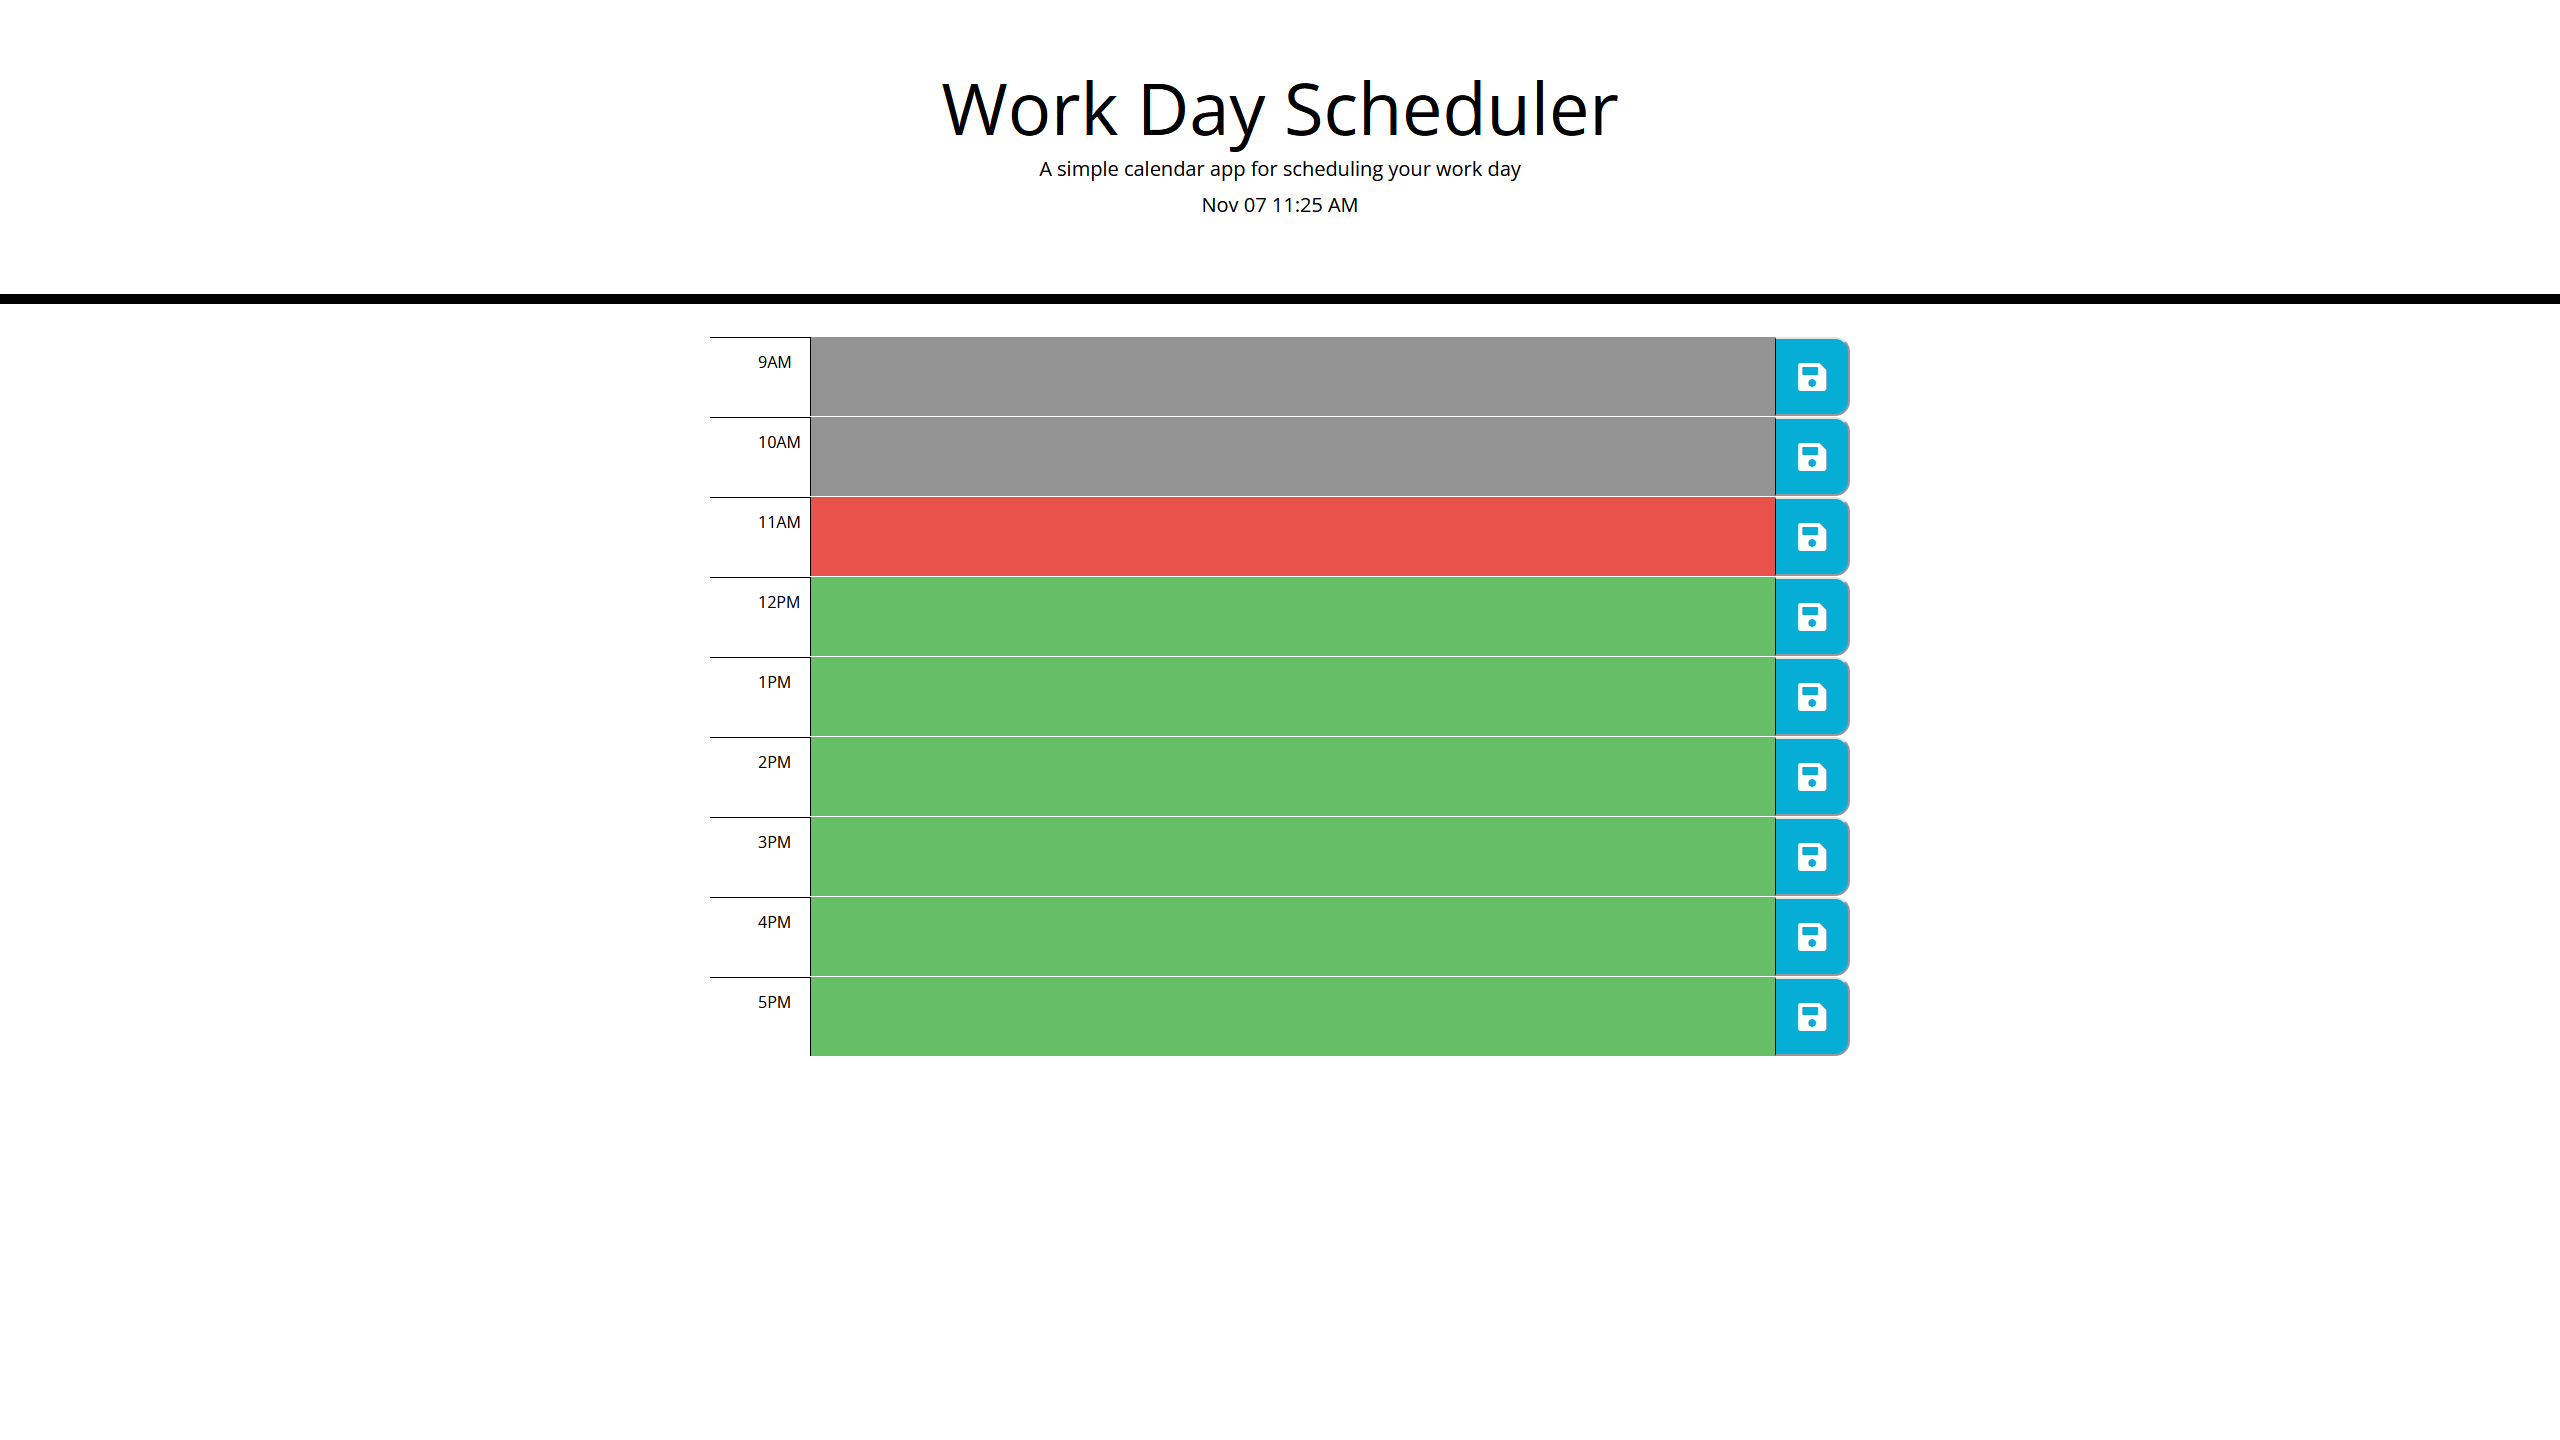 Work Day Scheduler
A simple calendar app for scheduling your work day
Nov 07 11:25 AM
9AM
10AM
11AM
12PM
1PM
2PM
3PM
4PM
5PM